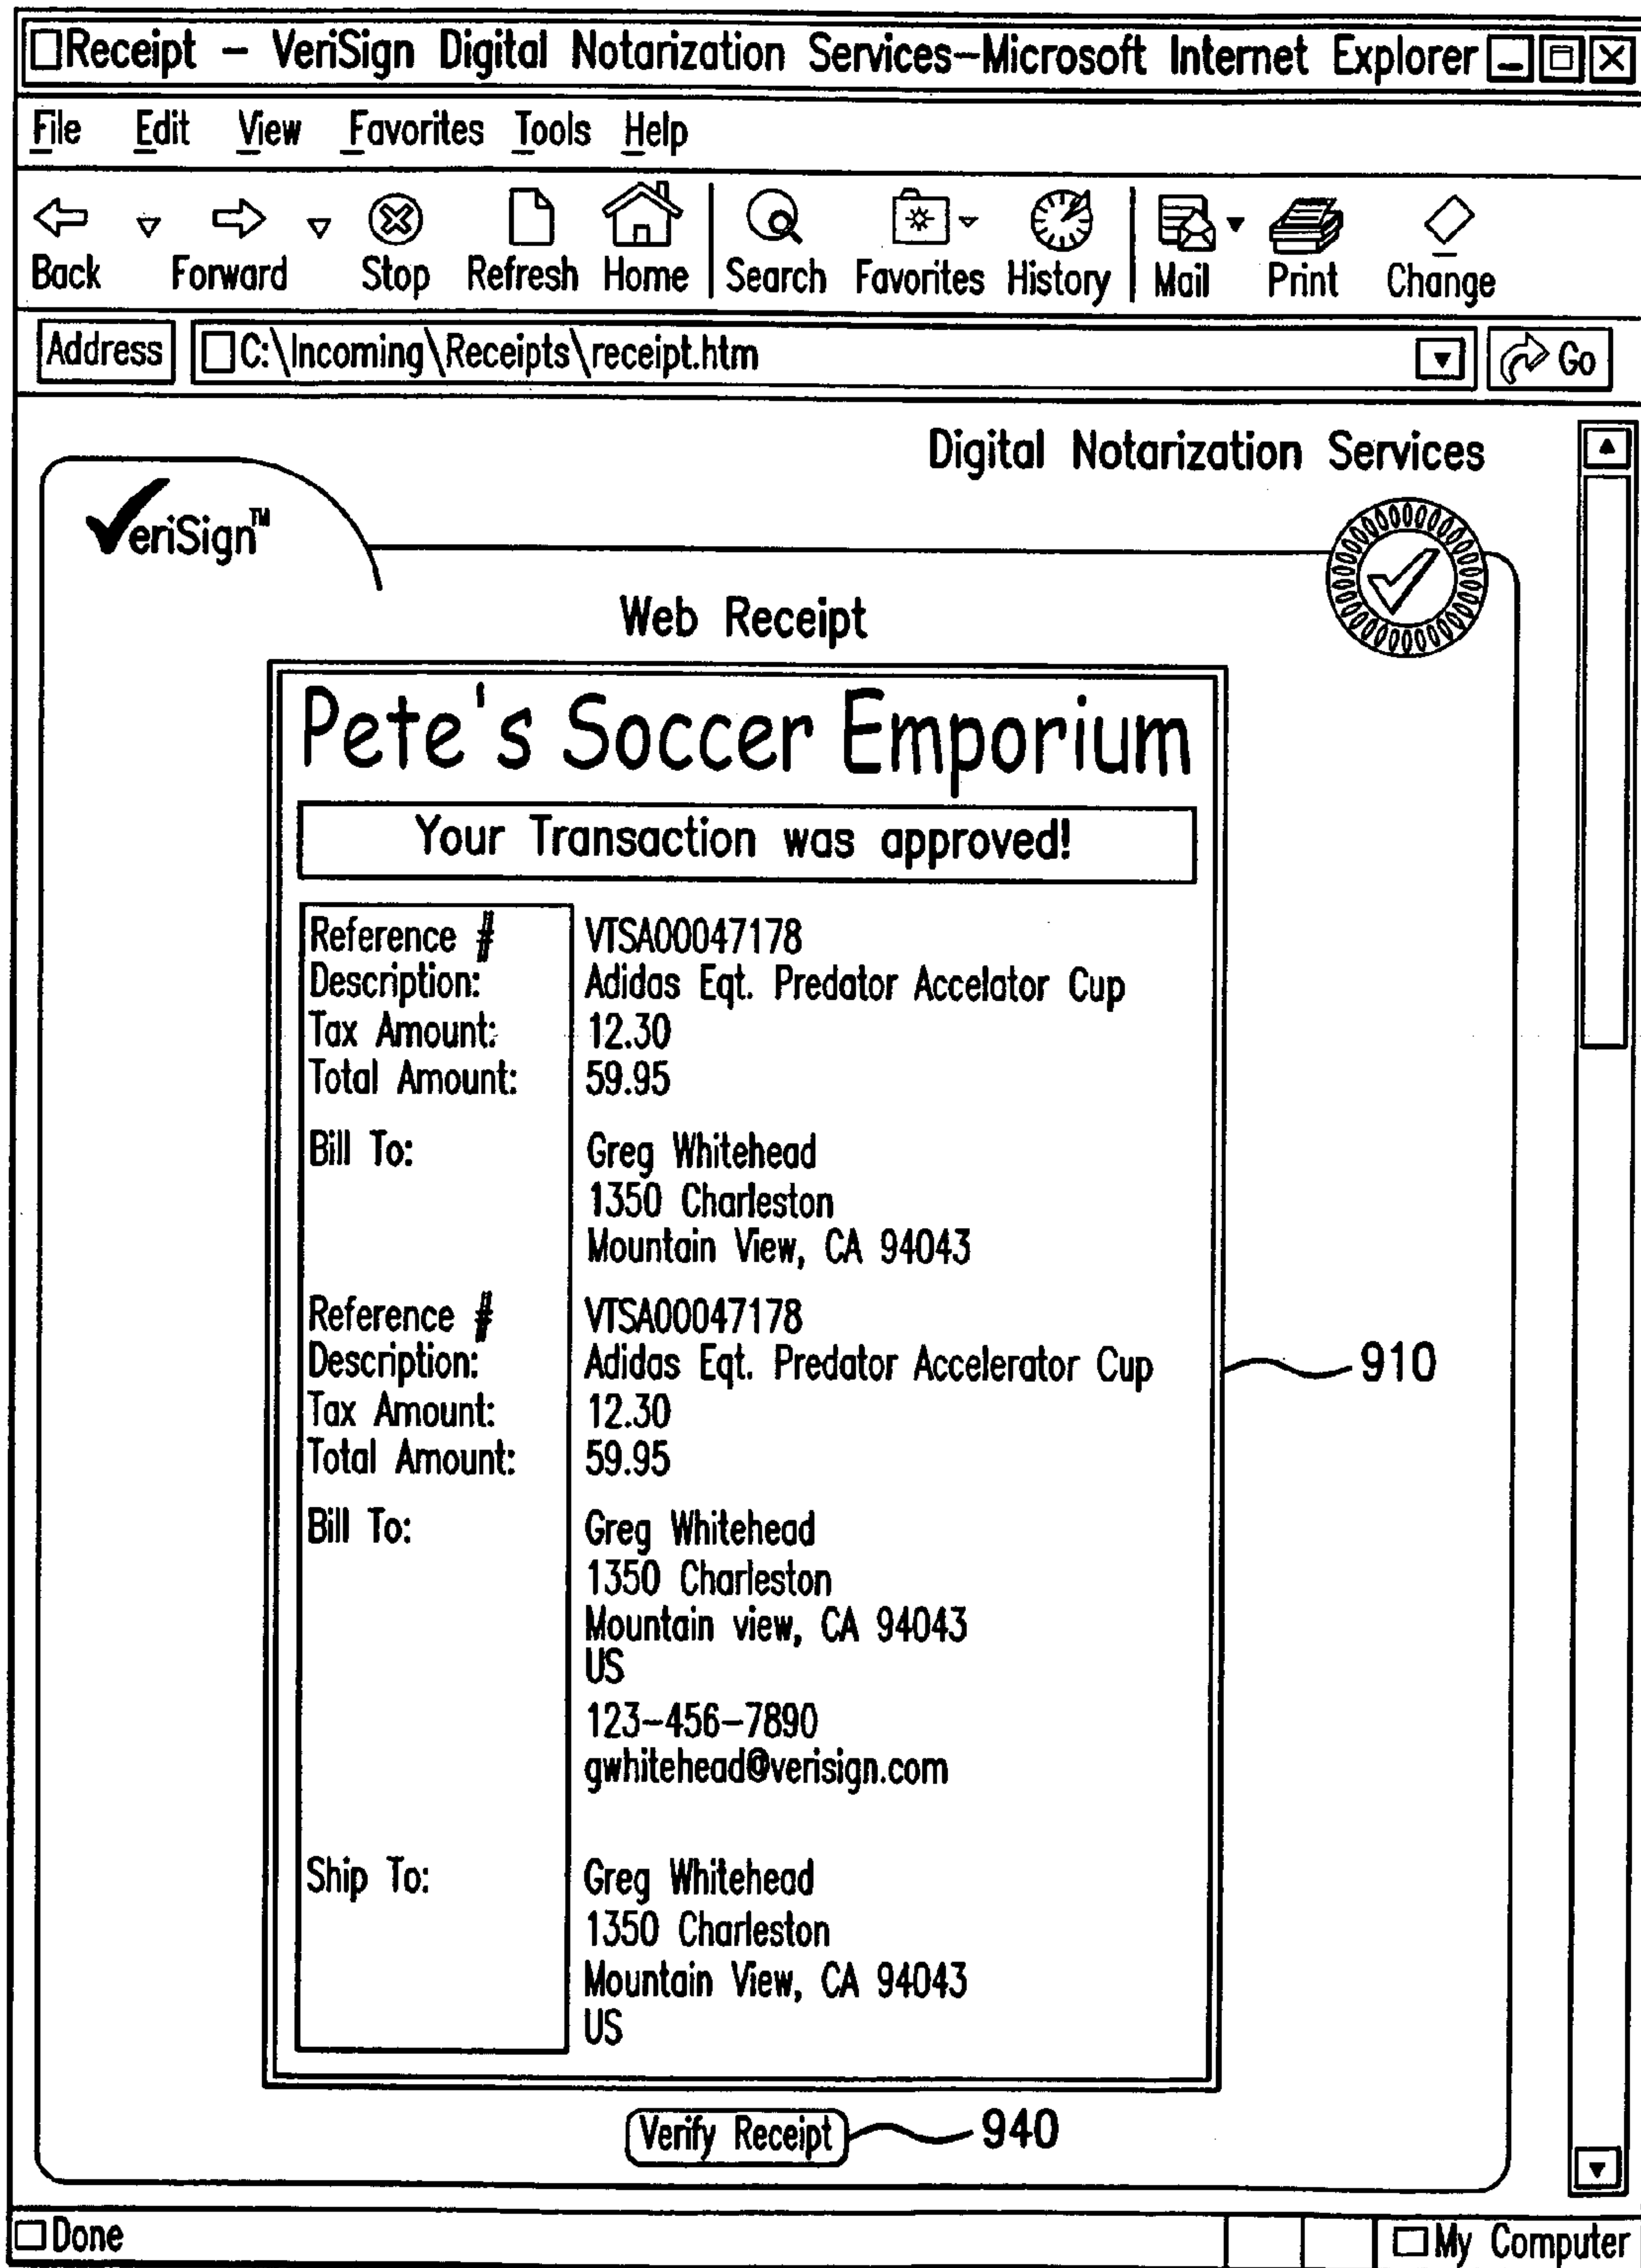 Receipt – VeriSign Digital Notarization Services–Microsoft Internet Explorer
File Edit View Favorites Tools Help
Back Forward Stop Refresh Home Search Favorites History Mail Print Change
Address C:\Incoming\Receipts\receipt.htm Go
Digital Notarization Services
VeriSign™
Web Receipt
Pete's Soccer Emporium
Your Transaction was approved!
Reference # VTSA00047178
Description: Adidas Eqt. Predator Accelator Cup
Tax Amount: 12.30
Total Amount: 59.95
Bill To: Greg Whitehead
1350 Charleston
Mountain View, CA 94043
Reference # VTSA00047178
Description: Adidas Eqt. Predator Accelerator Cup
910
Tax Amount: 12.30
Total Amount: 59.95
Bill To: Greg Whitehead
1350 Charleston
Mountain view, CA 94043
US
123–456–7890
gwhitehead@verisign.com
Ship To: Greg Whitehead
1350 Charleston
Mountain View, CA 94043
US
Verify Receipt 940
Done My Computer